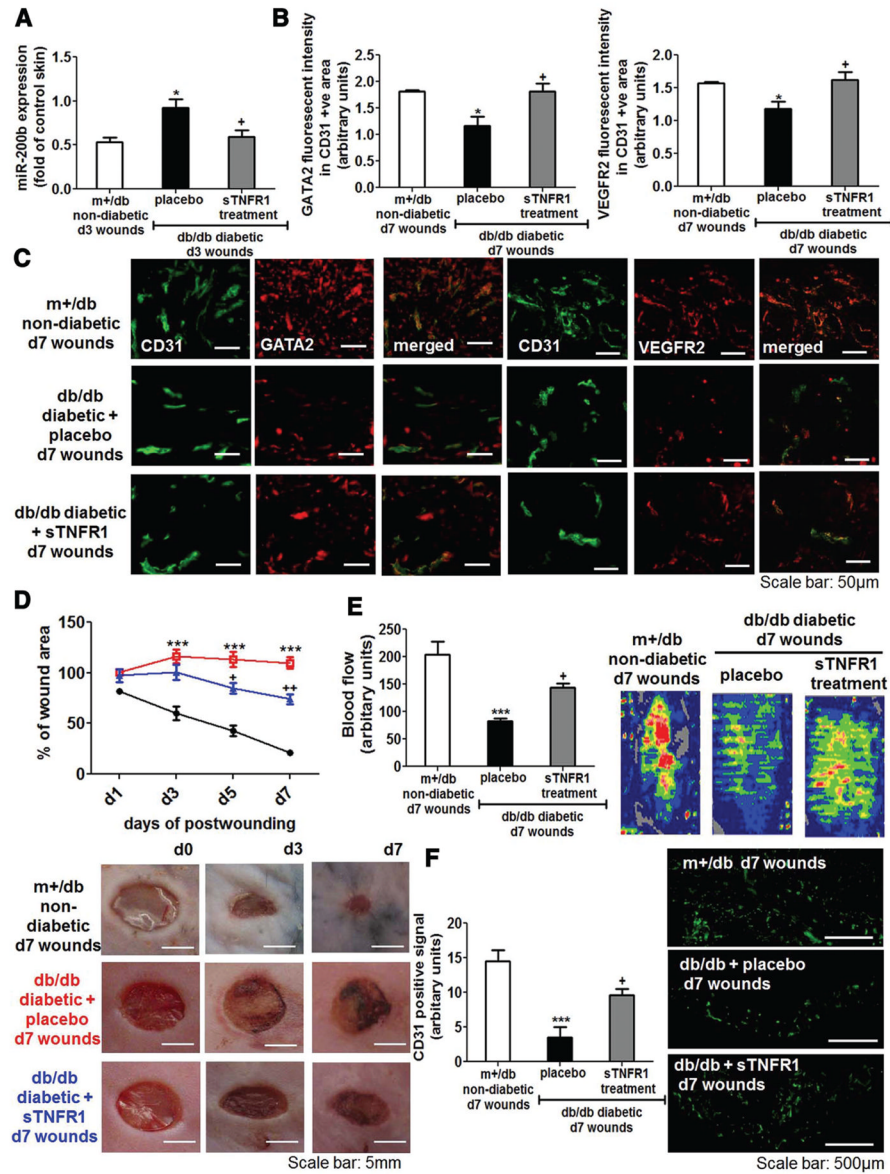 A
miR-200b expression
(fold of control skin)
1.5
1.0
0.5
0.0
*
+
m+/db
non-diabetic
d3 wounds
placebo
sTNFR1
treatment
db/db diabetic
d3 wounds
B
GATA2 fluoresecent intensity
in CD31 +ve area
(arbitrary units)
2.5
2.0
1.5
1.0
0.5
0.0
*
+
m+/db
non-diabetic
d7 wounds
placebo
sTNFR1
treatment
db/db diabetic
d7 wounds
VEGFR2 fluorescent intensity
in CD31 +ve area
(arbitrary units)
2.0
1.5
1.0
0.5
0.0
*
+
m+/db
non-diabetic
d7 wounds
placebo
sTNFR1
treatment
db/db diabetic
d7 wounds
C
m+/db
non-diabetic
d7 wounds
CD31
GATA2
merged
CD31
VEGFR2
merged
db/db
diabetic +
placebo
d7 wounds
db/db diabetic
+ sTNFR1
d7 wounds
Scale bar: 50µm
D
% of wound area
150
100
50
0
***
***
***
+
++
d1
d3
d5
d7
days of postwounding
d0
d3
d7
m+/db
non-
diabetic
d7 wounds
db/db
diabetic +
placebo
d7 wounds
db/db
diabetic +
sTNFR1
d7 wounds
Scale bar: 5mm
E
Blood flow
(arbitary units)
250
200
150
100
50
0
***
+
m+/db
non-diabetic
d7 wounds
placebo
sTNFR1
treatment
db/db diabetic
d7 wounds
m+/db
non-diabetic
d7 wounds
db/db diabetic
d7 wounds
placebo
sTNFR1
treatment
F
CD31 positive signal
(arbitrary units)
20
15
10
5
0
***
+
m+/db
non-diabetic
d7 wounds
placebo
sTNFR1
treatment
db/db diabetic
d7 wounds
m+/db d7 wounds
db/db + placebo
d7 wounds
db/db + sTNFR1
d7 wounds
Scale bar: 500µm